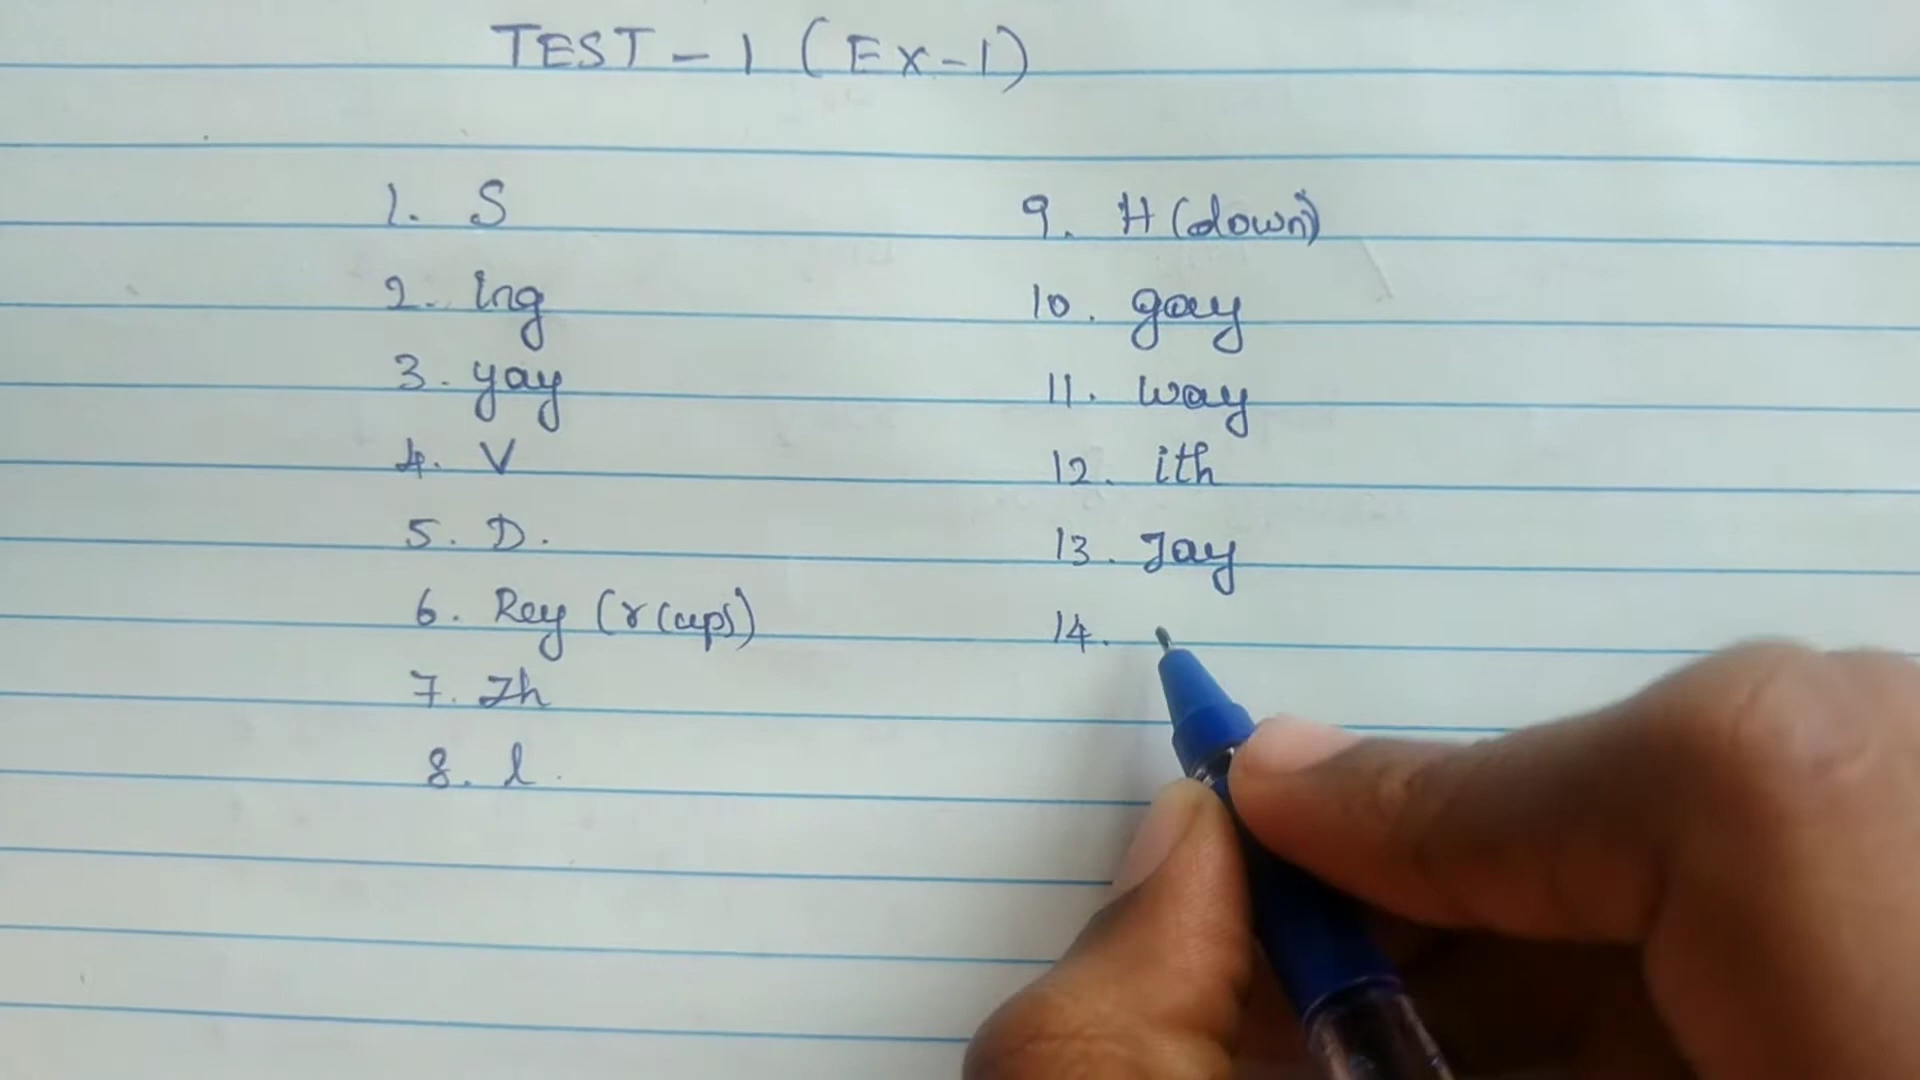 TEST - 1 (Ex-1)
1. S
2. ing
3. yay
4. V
5. D.
6. Rey (r(up))
7. Zh
8. l.
9. H (down)
10. gay
11. way
12. ith
13. Jay
14.